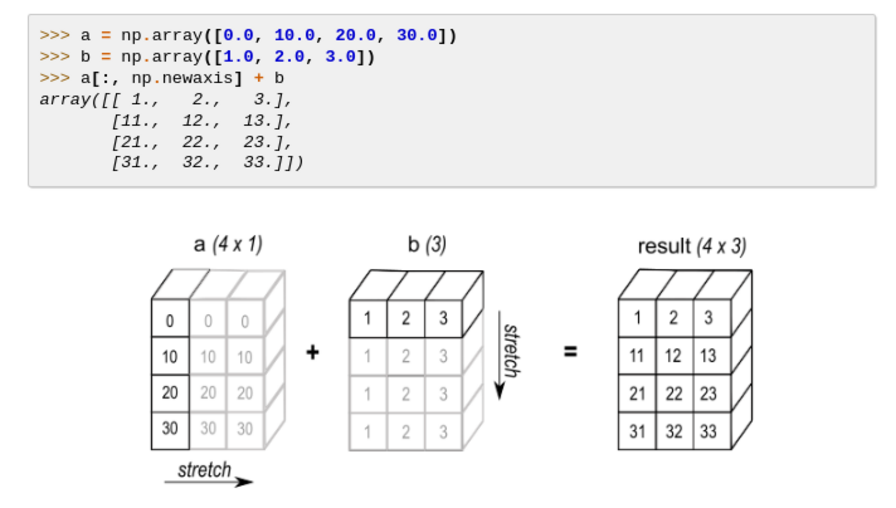 >>> a = np.array([0.0, 10.0, 20.0, 30.0])
>>> b = np.array([1.0, 2.0, 3.0])
>>> a[:, np.newaxis] + b
array([[ 1.,   2.,   3.],
       [11.,  12.,  13.],
       [21.,  22.,  23.],
       [31.,  32.,  33.]])
a (4 x 1) b (3) result (4 x 3)
0 0 0 + 1 2 3 = 1 2 3
10 10 10 1 2 3 11 12 13
20 20 20 1 2 3 21 22 23
30 30 30 1 2 3 31 32 33
stretch
stretch